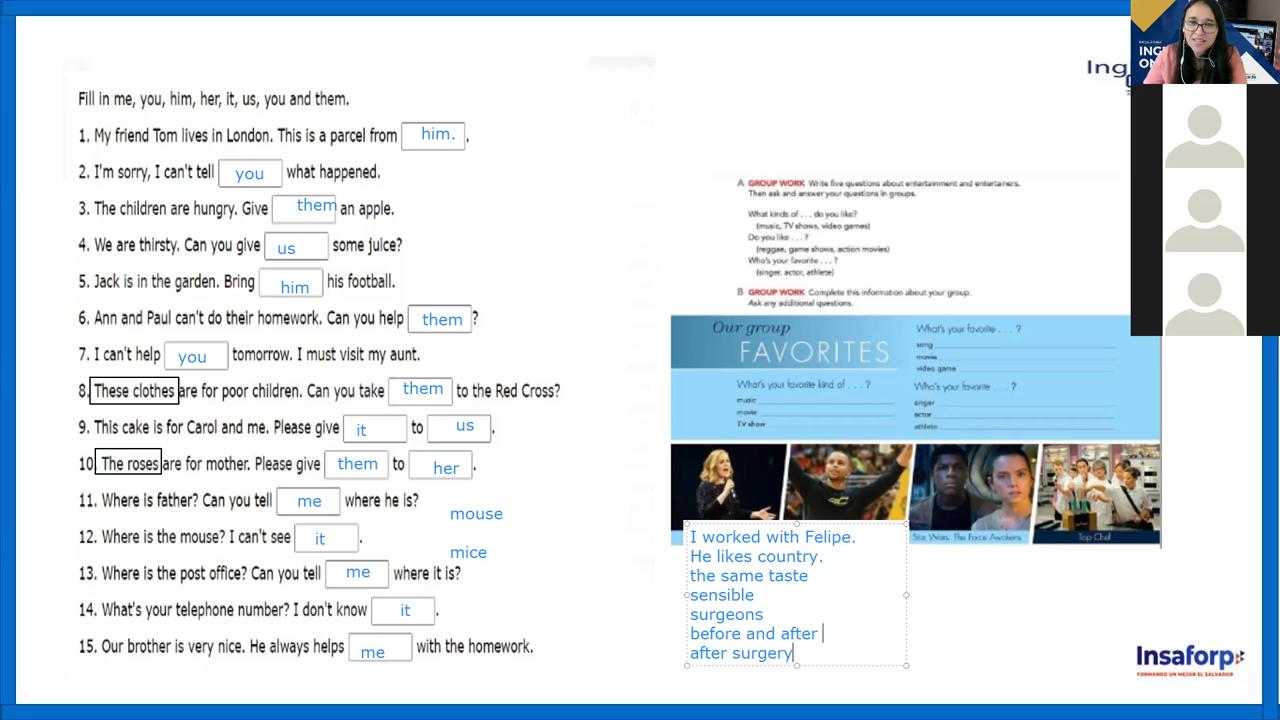 Fill in me, you, him, her, it, us, you and them.
1. My friend Tom lives in London. This is a parcel from him. .
2. I'm sorry, I can't tell you what happened.
3. The children are hungry. Give them an apple.
4. We are thirsty. Can you give us some juice?
5. Jack is in the garden. Bring him his football.
6. Ann and Paul can't do their homework. Can you help them ?
7. I can't help you tomorrow. I must visit my aunt.
8. These clothes are for poor children. Can you take them to the Red Cross?
9. This cake is for Carol and me. Please give it to us .
10. The roses are for mother. Please give them to her .
11. Where is father? Can you tell me where he is?
mouse
12. Where is the mouse? I can't see it .
mice
13. Where is the post office? Can you tell me where it is?
14. What's your telephone number? I don't know it .
15. Our brother is very nice. He always helps me with the homework.
A GROUP WORK Write five questions about entertainment and entertainers.
Then ask and answer your questions in groups.
What kinds of . . . do you like?
(music, TV shows, video games)
Do you like . . . ?
(reggae, game shows, action movies)
Who's your favorite . . . ?
(singer, actor, athlete)
B GROUP WORK Complete this information about your group.
Ask any additional questions.
Our group
FAVORITES
What's your favorite kind of . . . ?
music
movie
TV show
What's your favorite . . . ?
song
movie
video game
Who's your favorite . . . ?
singer
actor
athlete
Star Wars: The Force Awakens
Top Chef
I worked with Felipe.
He likes country.
the same taste
sensible
surgeons
before and after
after surgery
Insaforp
FORMANDO UN MEJOR EL SALVADOR